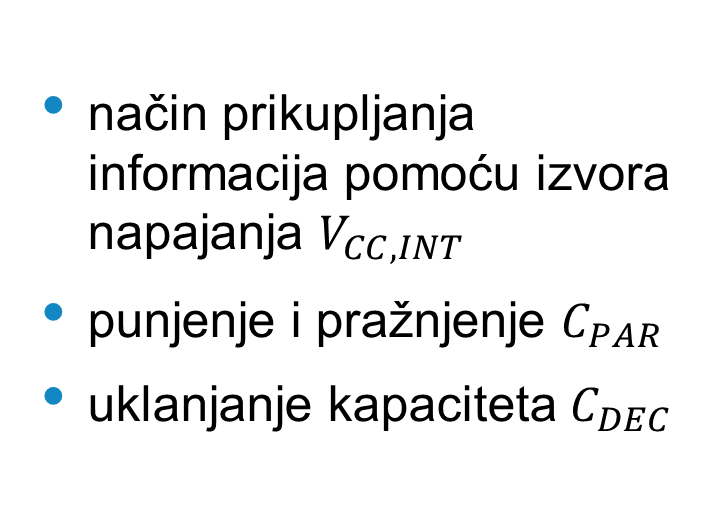 • način prikupljanja
informacija pomoću izvora
napajanja V_{CC,INT}
• punjenje i pražnjenje C_{PAR}
• uklanjanje kapaciteta C_{DEC}